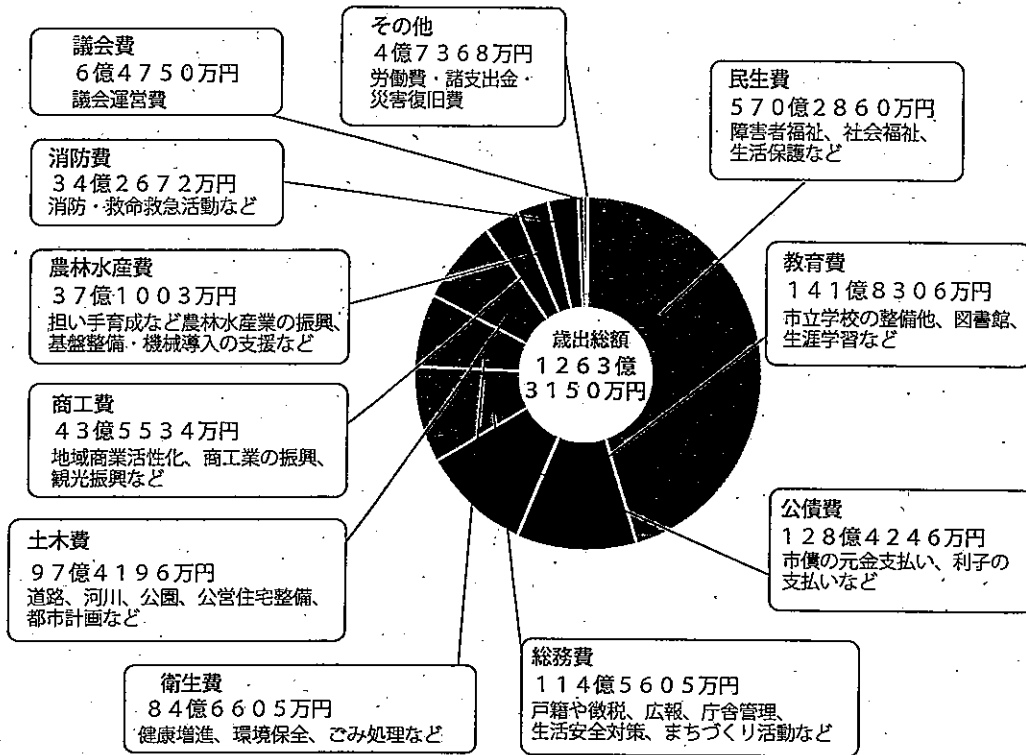 議会費
6億4750万円
議会運営費
その他
4億7368万円
労働費・諸支出金・
災害復旧費
民生費
570億2860万円
障害者福祉、社会福祉、
生活保護など
消防費
34億2672万円
消防・救命救急活動など
農林水産費
37億1003万円
担い手育成など農林水産業の振興、
基盤整備・機械導入の支援など
教育費
141億8306万円
市立学校の整備他、図書館、
生涯学習など
歳出総額
1263億
3150万円
商工費
43億5534万円
地域商業活性化、商工業の振興、
観光振興など
公債費
128億4246万円
市債の元金支払い、利子の
支払いなど
土木費
97億4196万円
道路、河川、公園、公営住宅整備、
都市計画など
衛生費
84億6605万円
健康増進、環境保全、ごみ処理など
総務費
114億5605万円
戸籍や徴税、広報、庁舎管理、
生活安全対策、まちづくり活動など